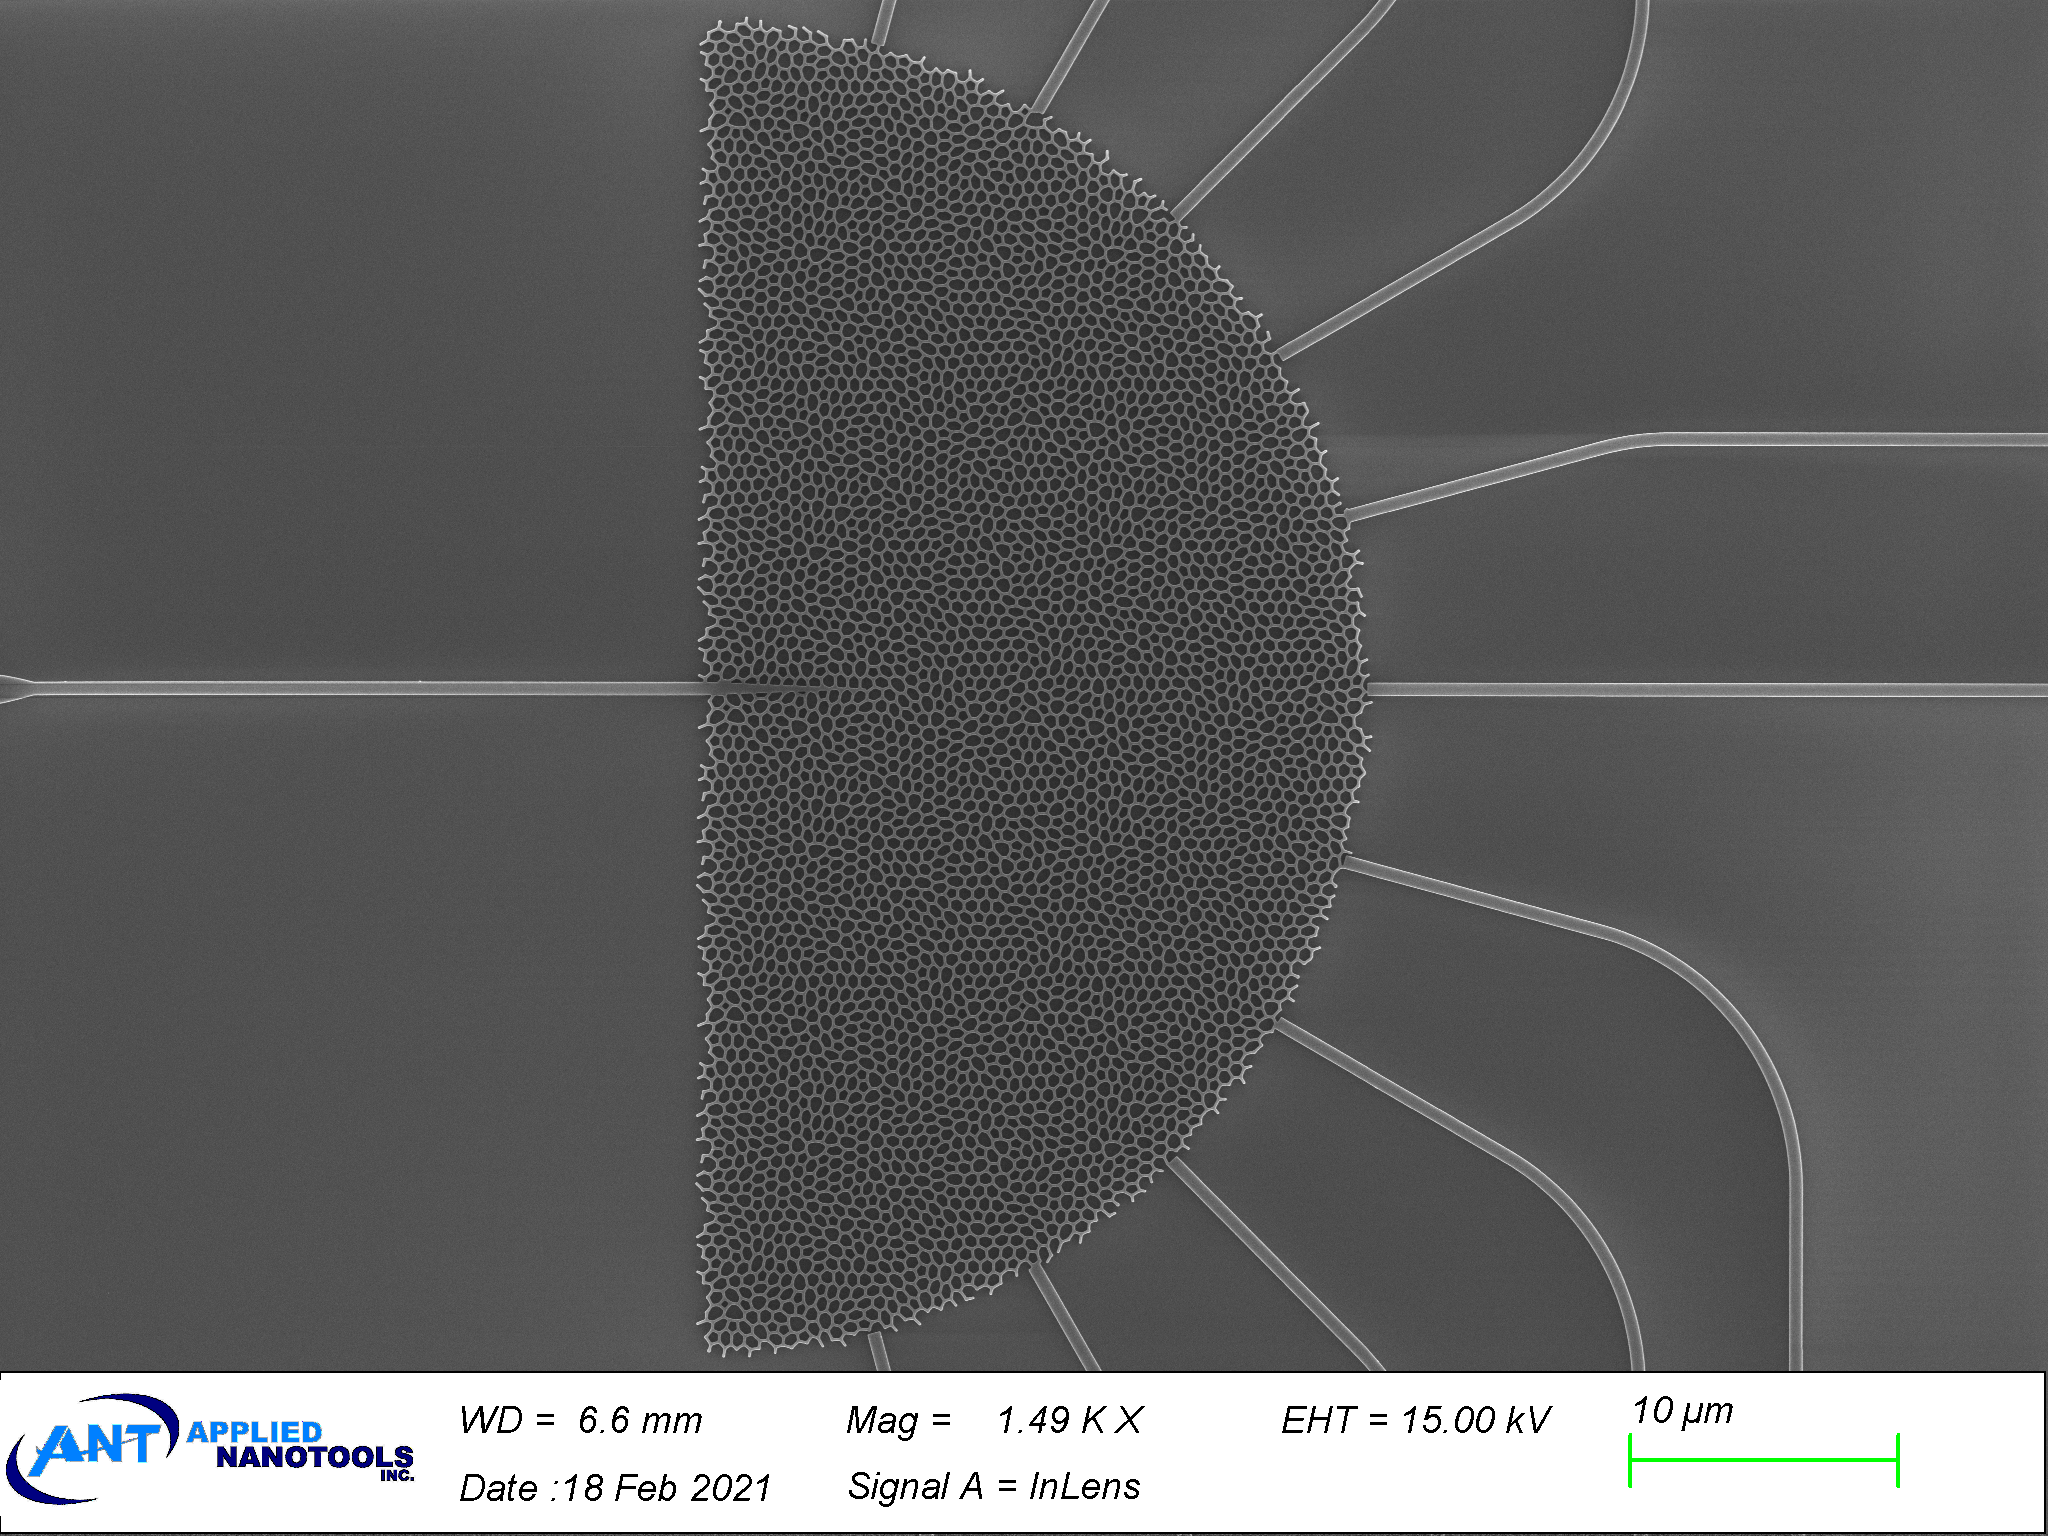 ANT APPLIED
NANOTOOLS
INC.
WD = 6.6 mm Mag = 1.49 K X EHT = 15.00 kV 10 µm
Date :18 Feb 2021 Signal A = InLens